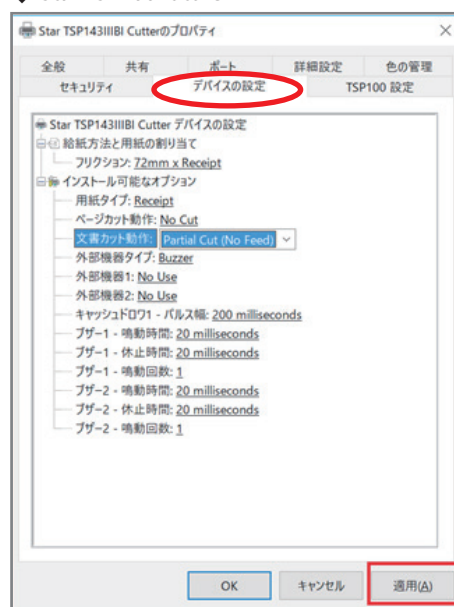 Star TSP143IIIBI Cutterのプロパティ
全般 共有 ポート 詳細設定 色の管理
セキュリティ デバイスの設定 TSP100 設定
Star TSP143IIIBI Cutter デバイスの設定
給紙方法と用紙の割り当て
フリクション: 72mm x Receipt
インストール可能なオプション
用紙タイプ: Receipt
ページカット動作: No Cut
文書カット動作: Partial Cut (No Feed)
外部機器タイプ: Buzzer
外部機器1: No Use
外部機器2: No Use
キャッシュドロワ1 - パルス幅: 200 milliseconds
ブザー1 - 鳴動時間: 20 milliseconds
ブザー1 - 休止時間: 20 milliseconds
ブザー1 - 鳴動回数: 1
ブザー2 - 鳴動時間: 20 milliseconds
ブザー2 - 休止時間: 20 milliseconds
ブザー2 - 鳴動回数: 1
OK キャンセル 適用(A)